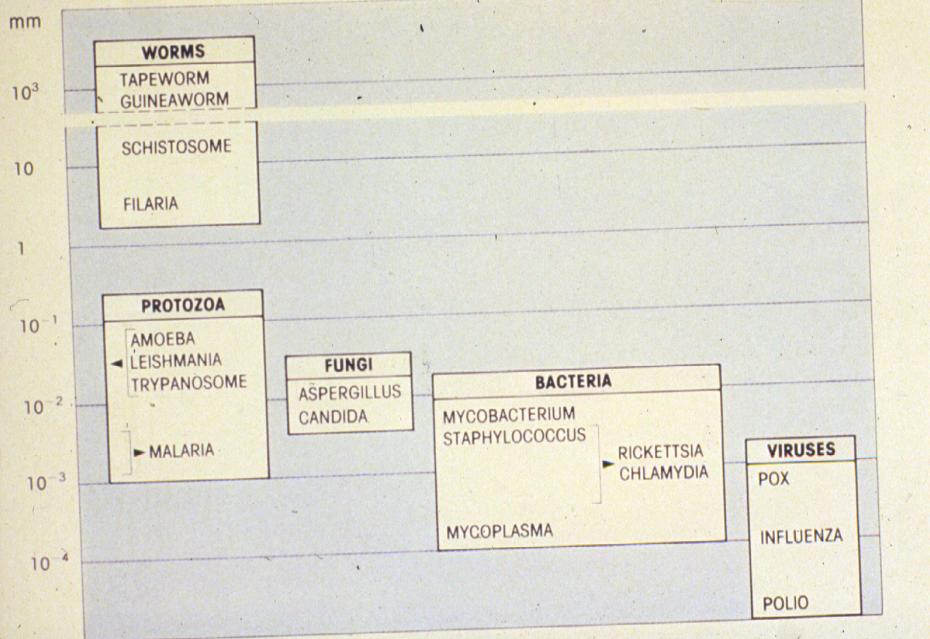 mm
10³
10
1
10⁻¹
10⁻²
10⁻³
10⁻⁴
WORMS
TAPEWORM
GUINEAWORM
SCHISTOSOME
FILARIA
PROTOZOA
AMOEBA
LEISHMANIA
TRYPANOSOME
MALARIA
FUNGI
ASPERGILLUS
CANDIDA
BACTERIA
MYCOBACTERIUM
STAPHYLOCOCCUS
RICKETTSIA
CHLAMYDIA
MYCOPLASMA
VIRUSES
POX
INFLUENZA
POLIO